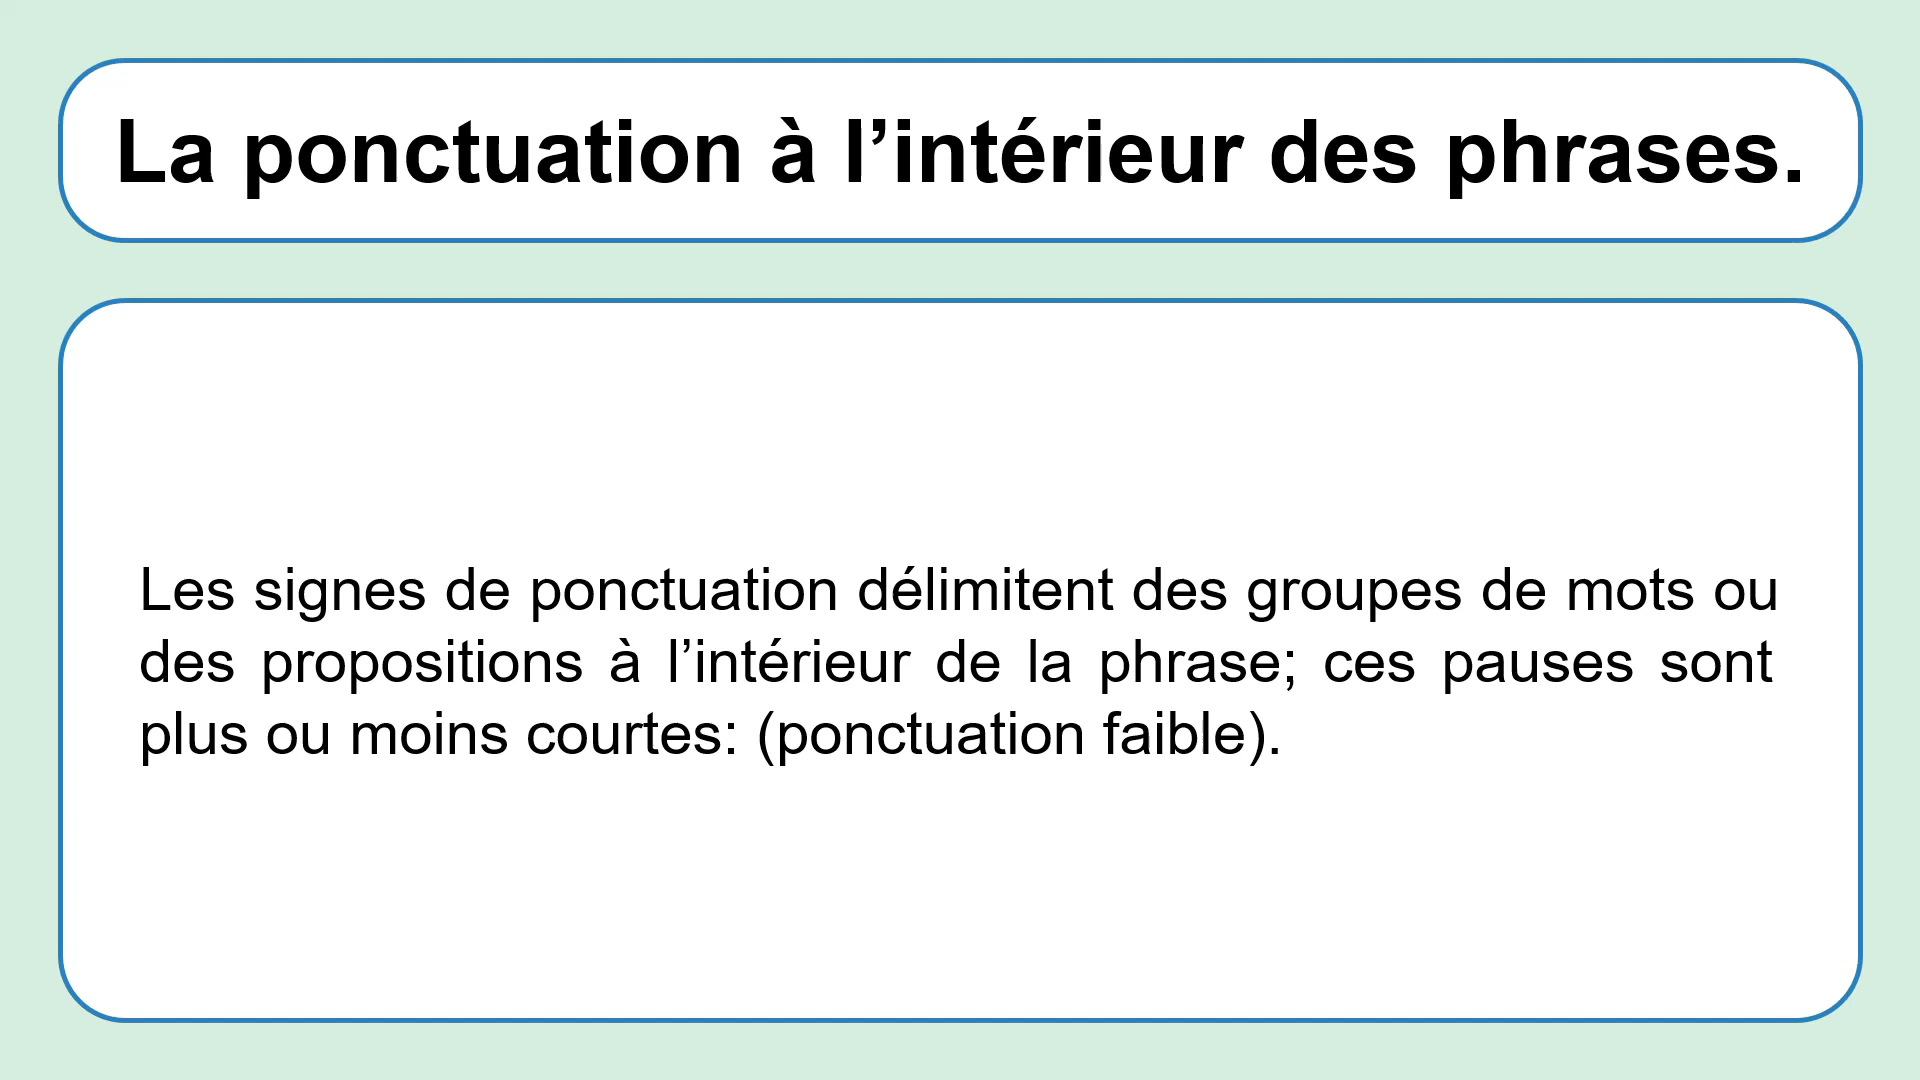 La ponctuation à l’intérieur des phrases.
Les signes de ponctuation délimitent des groupes de mots ou
des propositions à l’intérieur de la phrase; ces pauses sont
plus ou moins courtes: (ponctuation faible).